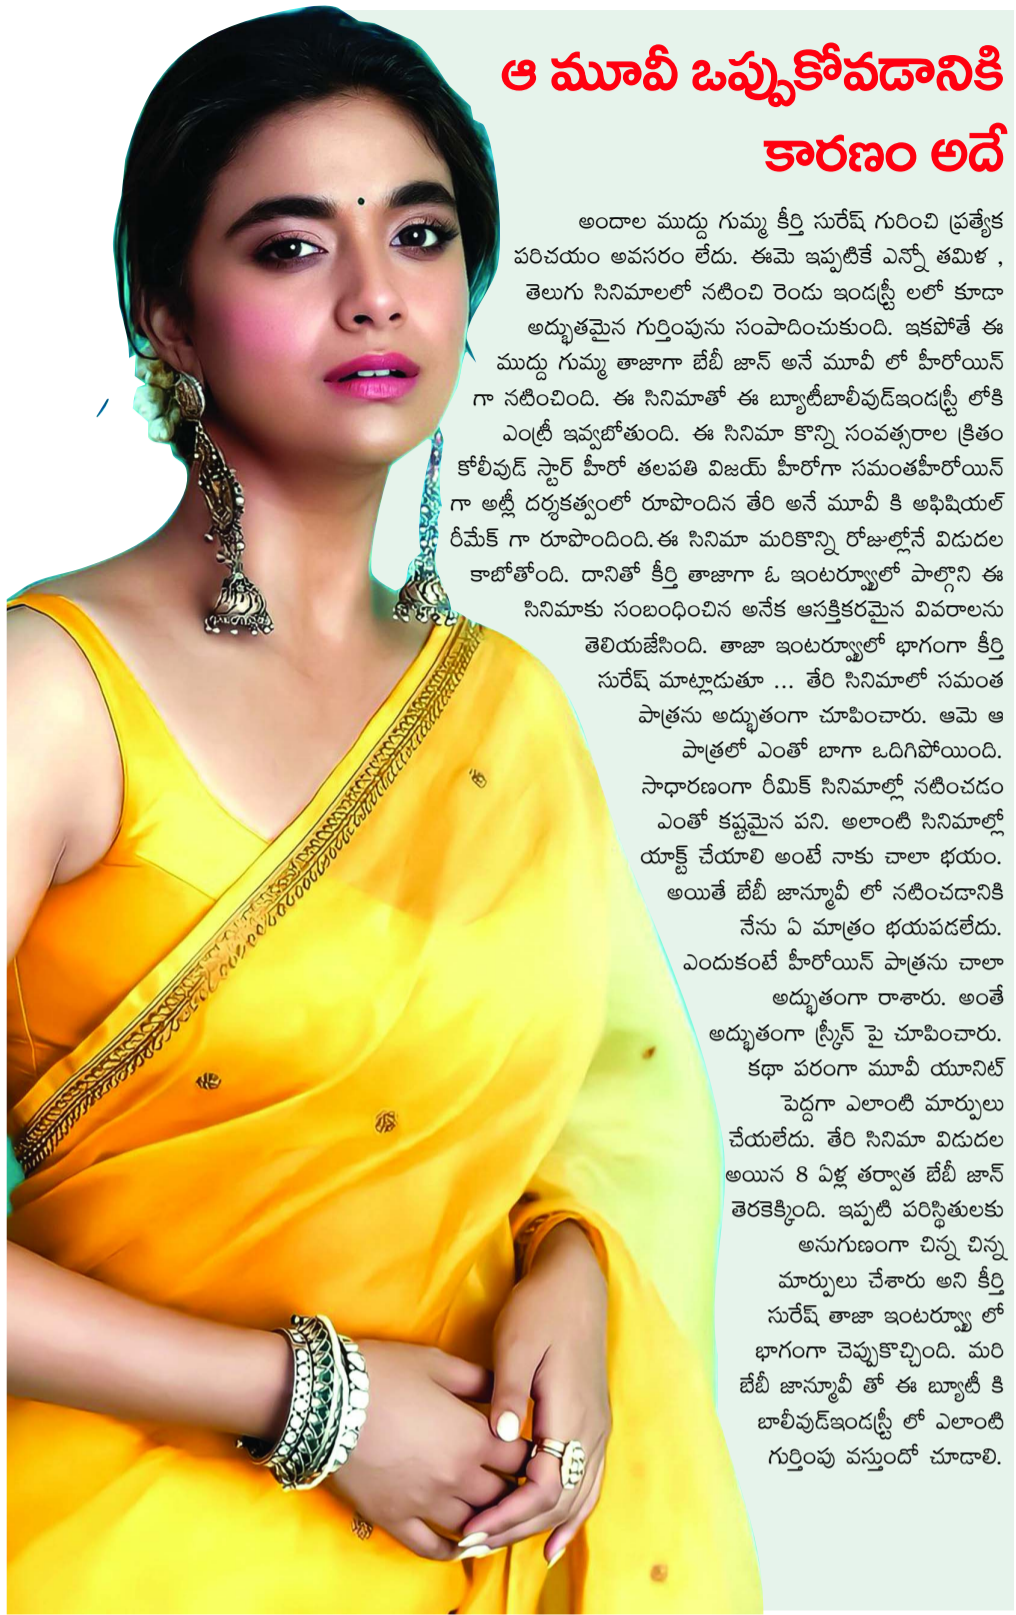 ఆ మూవీ ఒప్పుకోవడానికి
కారణం అదే
అందాల ముద్దు గుమ్మ కీర్తి సురేష్ గురించి ప్రత్యేక
పరిచయం అవసరం లేదు. ఈమె ఇప్పటికే ఎన్నో తమిళ ,
తెలుగు సినిమాలలో నటించి రెండు ఇండస్ట్రీ లలో కూడా
అద్భుతమైన గుర్తింపును సంపాదించుకుంది. ఇకపోతే ఈ
ముద్దు గుమ్మ తాజాగా బేబీ జాన్ అనే మూవీ లో హీరోయిన్
గా నటించింది. ఈ సినిమాతో ఈ బ్యూటీబాలీవుడ్ఇండస్ట్రీ లోకి
ఎంట్రీ ఇవ్వబోతుంది. ఈ సినిమా కొన్ని సంవత్సరాల క్రితం
కోలీవుడ్ స్టార్ హీరో తలపతి విజయ్ హీరోగా సమంతహీరోయిన్
గా అట్లీ దర్శకత్వంలో రూపొందిన తేరి అనే మూవీ కి అఫిషియల్
రీమేక్ గా రూపొందింది.ఈ సినిమా మరికొన్ని రోజుల్లోనే విడుదల
కాబోతోంది. దానితో కీర్తి తాజాగా ఓ ఇంటర్వ్యూలో పాల్గొని ఈ
సినిమాకు సంబంధించిన అనేక ఆసక్తికరమైన వివరాలను
తెలియజేసింది. తాజా ఇంటర్వ్యూలో భాగంగా కీర్తి
సురేష్ మాట్లాడుతూ ... తేరి సినిమాలో సమంత
పాత్రను అద్భుతంగా చూపించారు. ఆమె ఆ
పాత్రలో ఎంతో బాగా ఒదిగిపోయింది.
సాధారణంగా రీమిక్ సినిమాల్లో నటించడం
ఎంతో కష్టమైన పని. అలాంటి సినిమాల్లో
యాక్ట్ చేయాలి అంటే నాకు చాలా భయం.
అయితే బేబీ జాన్మూవీ లో నటించడానికి
నేను ఏ మాత్రం భయపడలేదు.
ఎందుకంటే హీరోయిన్ పాత్రను చాలా
అద్భుతంగా రాశారు. అంతే
అద్భుతంగా స్క్రీన్ పై చూపించారు.
కథా పరంగా మూవీ యూనిట్
పెద్దగా ఎలాంటి మార్పులు
చేయలేదు. తేరి సినిమా విడుదల
అయిన 8 ఏళ్ల తర్వాత బేబీ జాన్
తెరకెక్కింది. ఇప్పటి పరిస్థితులకు
అనుగుణంగా చిన్న చిన్న
మార్పులు చేశారు అని కీర్తి
సురేష్ తాజా ఇంటర్వ్యూ లో
భాగంగా చెప్పుకొచ్చింది. మరి
బేబీ జాన్మూవీ తో ఈ బ్యూటీ కి
బాలీవుడ్ఇండస్ట్రీ లో ఎలాంటి
గుర్తింపు వస్తుందో చూడాలి.